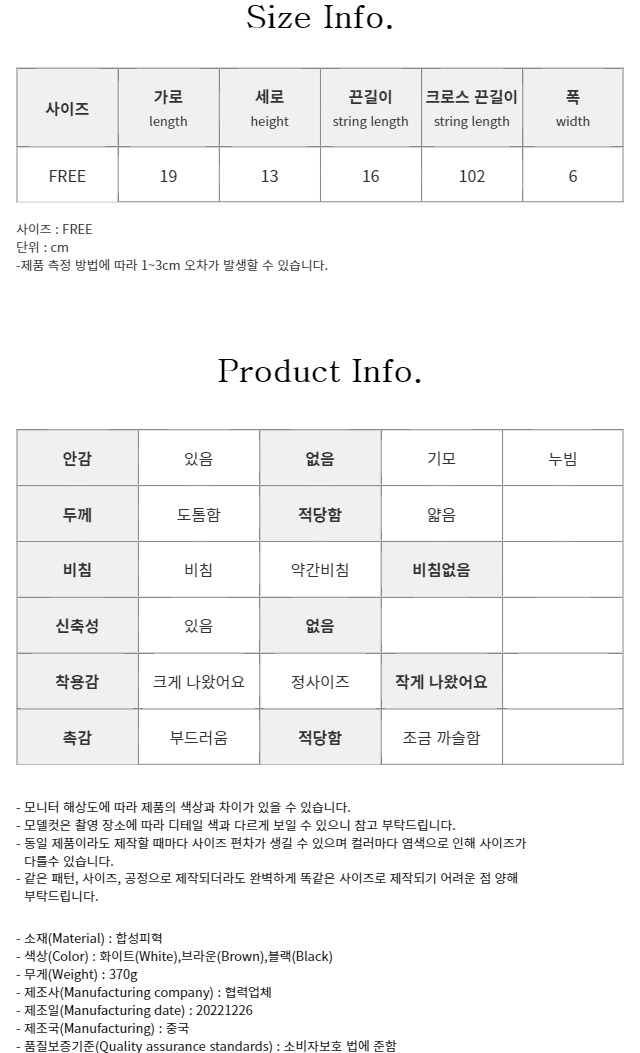 Size Info.
사이즈 가로 length 세로 height 끈길이 string length 크로스 끈길이 string length 폭 width
FREE 19 13 16 102 6
사이즈 : FREE
단위 : cm
-제품 측정 방법에 따라 1~3cm 오차가 발생할 수 있습니다.
Product Info.
안감 있음 없음 기모 누빔
두께 도톰함 적당함 얇음
비침 비침 약간비침 비침없음
신축성 있음 없음
착용감 크게 나왔어요 정사이즈 작게 나왔어요
촉감 부드러움 적당함 조금 까슬함
- 모니터 해상도에 따라 제품의 색상과 차이가 있을 수 있습니다.
- 모델컷은 촬영 장소에 따라 디테일 색과 다르게 보일 수 있으니 참고 부탁드립니다.
- 동일 제품이라도 제작할 때마다 사이즈 편차가 생길 수 있으며 컬러마다 염색으로 인해 사이즈가
다를수 있습니다.
- 같은 패턴, 사이즈, 공정으로 제작되더라도 완벽하게 똑같은 사이즈로 제작되기 어려운 점 양해
부탁드립니다.
- 소재(Material) : 합성피혁
- 색상(Color) : 화이트(White),브라운(Brown),블랙(Black)
- 무게(Weight) : 370g
- 제조사(Manufacturing company) : 협력업체
- 제조일(Manufacturing date) : 20221226
- 제조국(Manufacturing) : 중국
- 품질보증기준(Quality assurance standards) : 소비자보호 법에 준함